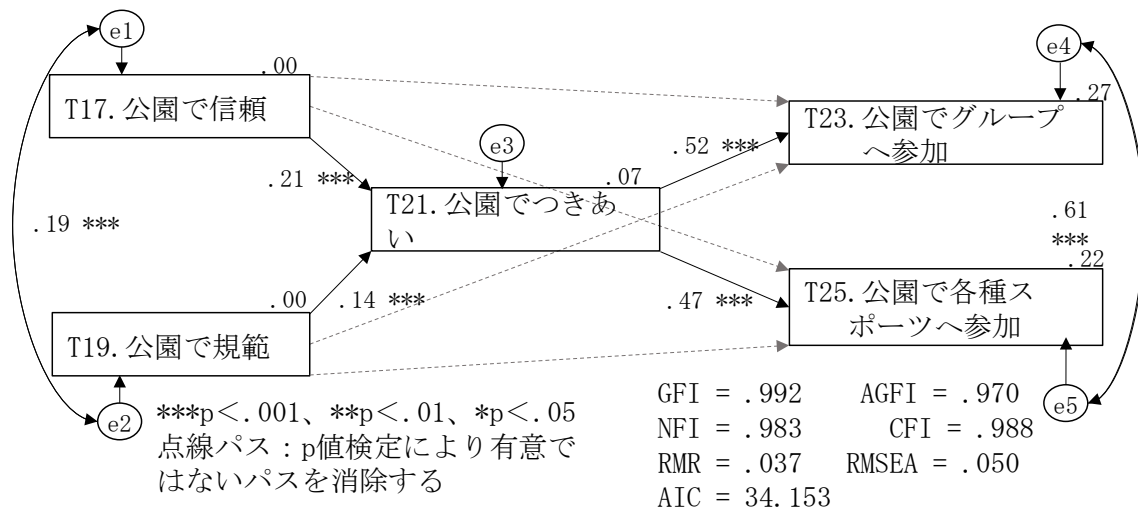 e1
e4
.00
T17.公園で信頼
.27
T23.公園でグループ
へ参加
e3
.52 ***
.21 ***
.07
T21.公園でつきあ
い
.19 ***
.61
***
.22
.00
.14 ***
.47 ***
T25.公園で各種ス
ポーツへ参加
T19.公園で規範
e2
***p＜.001、**p＜.01、*p＜.05
点線パス：p値検定により有意で
はないパスを消除する
GFI = .992 AGFI = .970
e5
NFI = .983 CFI = .988
RMR = .037 RMSEA = .050
AIC = 34.153